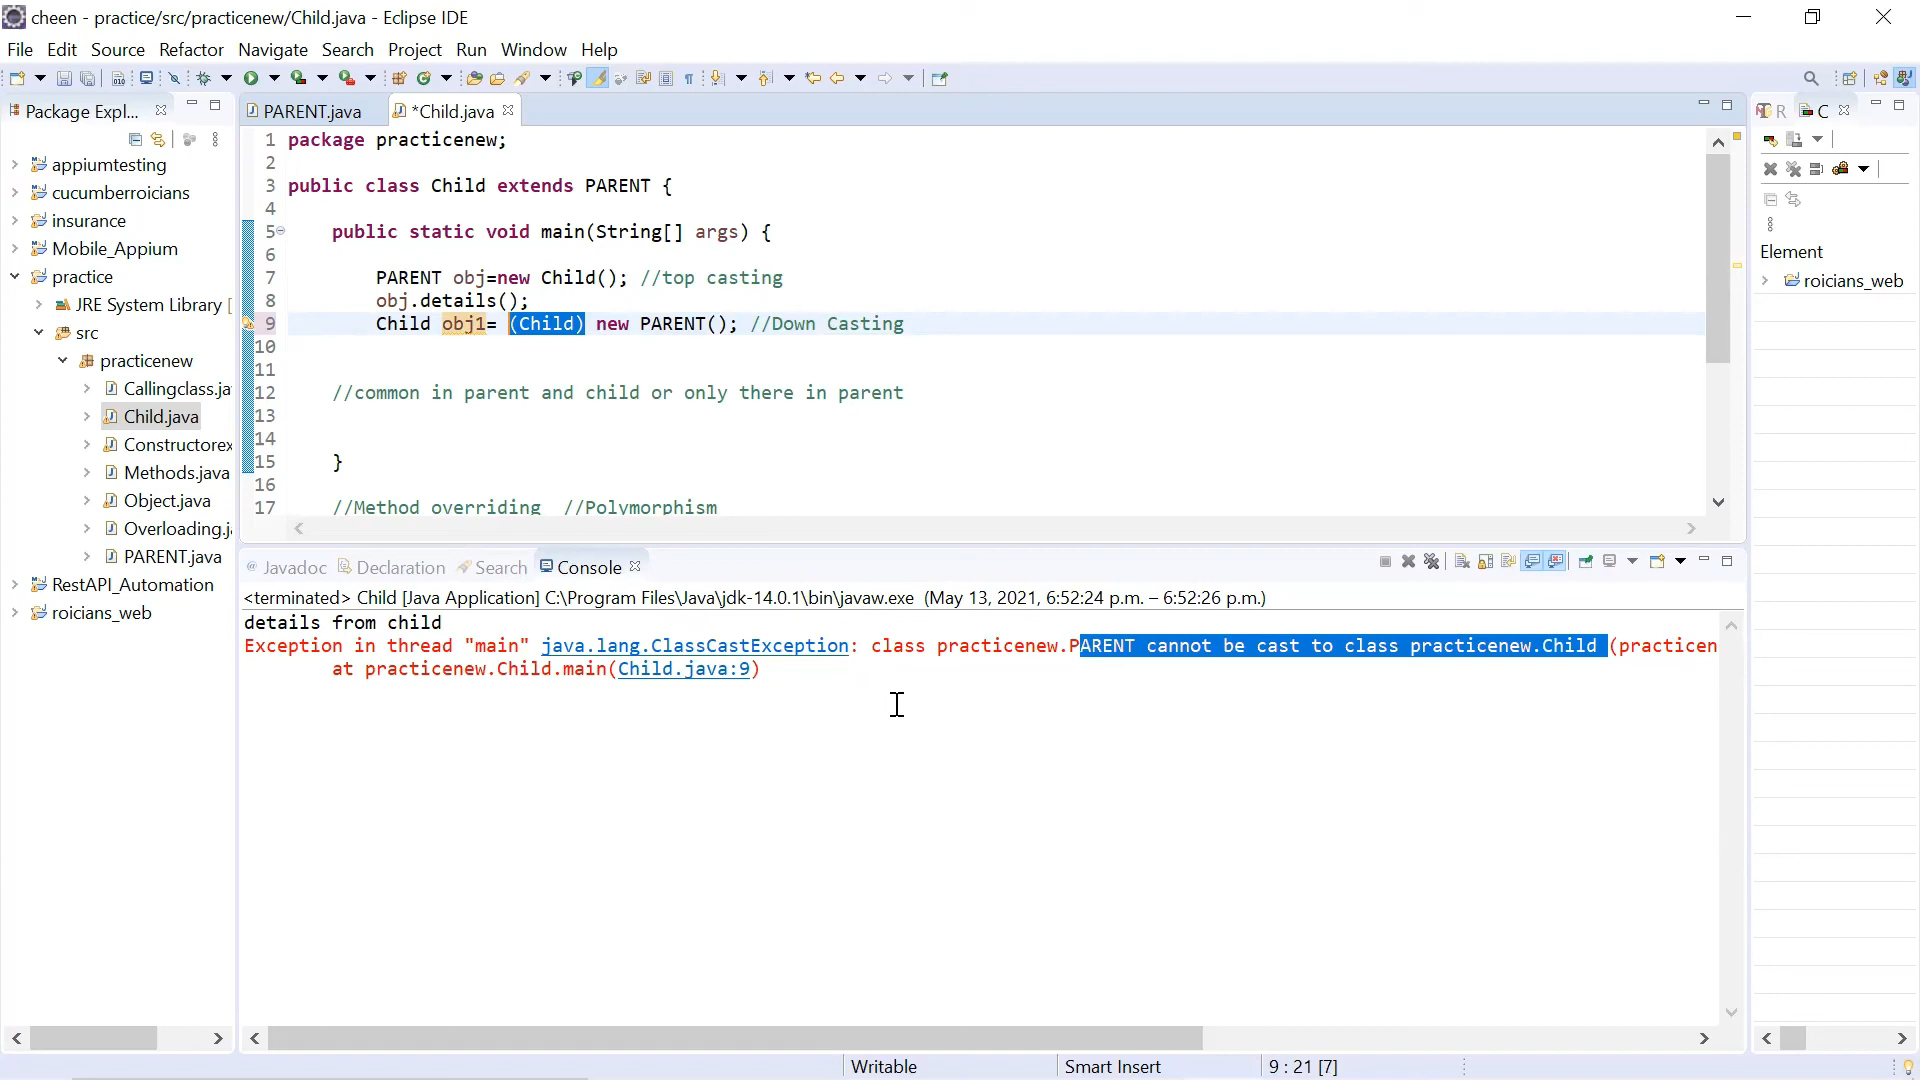 cheen - practice/src/practicenew/Child.java - Eclipse IDE
File Edit Source Refactor Navigate Search Project Run Window Help
Package Expl...
appiumtesting
cucumberroicians
insurance
Mobile_Appium
practice
JRE System Library [
src
practicenew
Callingclass.ja
Child.java
Constructorex
Methods.java
Object.java
Overloading.j
PARENT.java
RestAPI_Automation
roicians_web
PARENT.java *Child.java
1 package practicenew;
2
3 public class Child extends PARENT {
4
5 public static void main(String[] args) {
6
7 PARENT obj=new Child(); //top casting
8 obj.details();
9 Child obj1= (Child) new PARENT(); //Down Casting
10
11
12 //common in parent and child or only there in parent
13
14
15 }
16
17 //Method overriding //Polymorphism
@ Javadoc Declaration Search Console
<terminated> Child [Java Application] C:\Program Files\Java\jdk-14.0.1\bin\javaw.exe (May 13, 2021, 6:52:24 p.m. – 6:52:26 p.m.)
details from child
Exception in thread "main" java.lang.ClassCastException: class practicenew.PARENT cannot be cast to class practicenew.Child (practicen
at practicenew.Child.main(Child.java:9)
R C
Element
roicians_web
Writable Smart Insert 9 : 21 [7]